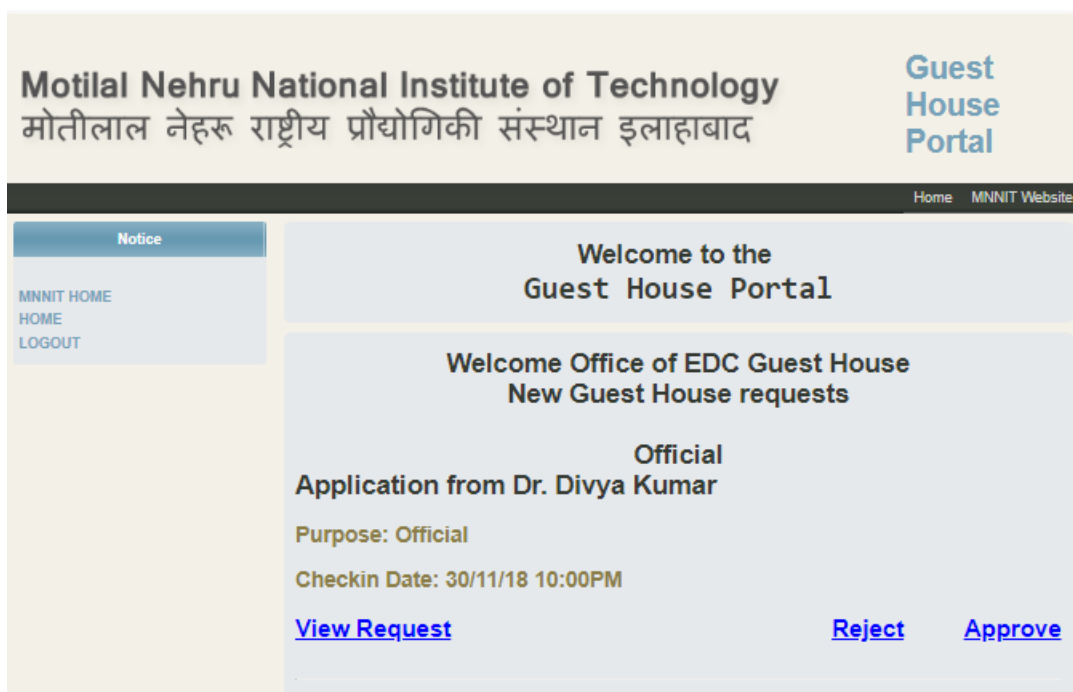 Motilal Nehru National Institute of Technology
मोतीलाल नेहरू राष्ट्रीय प्रौद्योगिकी संस्थान इलाहाबाद
Guest
House
Portal
Home MNNIT Website
Notice
MNNIT HOME
HOME
LOGOUT
Welcome to the
Guest House Portal
Welcome Office of EDC Guest House
New Guest House requests
Official
Application from Dr. Divya Kumar
Purpose: Official
Checkin Date: 30/11/18 10:00PM
View Request Reject Approve